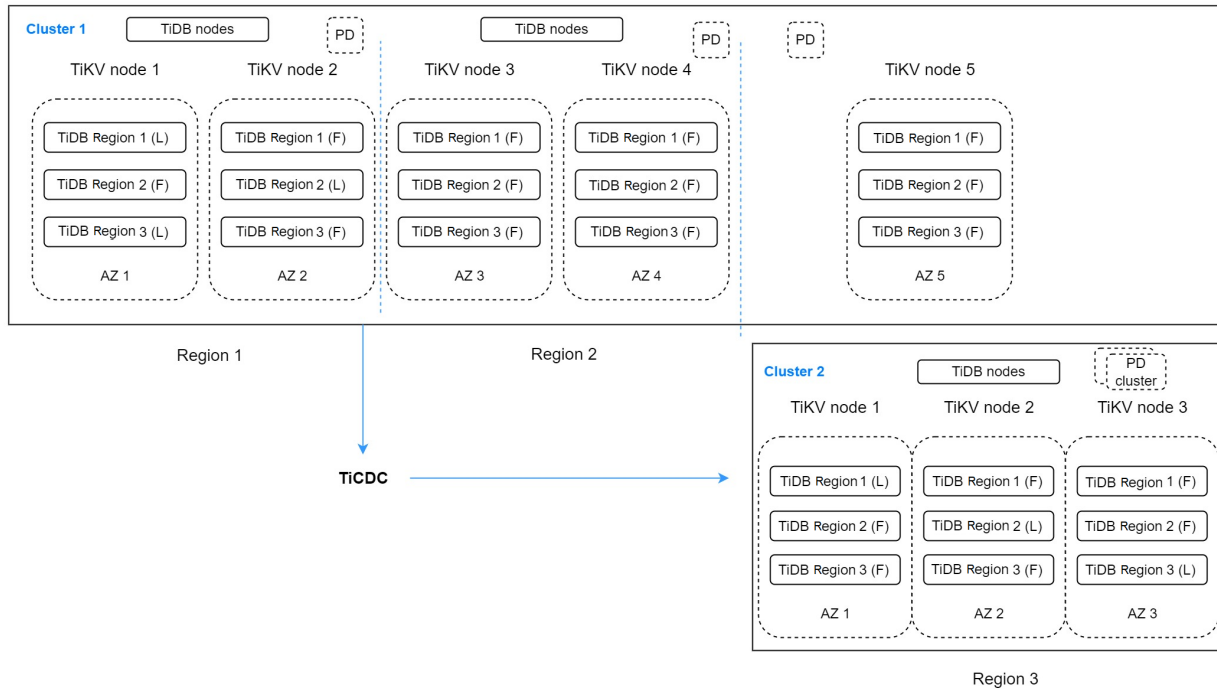 Cluster 1
TiDB nodes
PD
TiDB nodes
PD
PD
TiKV node 1
TiKV node 2
TiKV node 3
TiKV node 4
TiKV node 5
TiDB Region 1 (L)
TiDB Region 1 (F)
TiDB Region 1 (F)
TiDB Region 1 (F)
TiDB Region 1 (F)
TiDB Region 2 (F)
TiDB Region 2 (L)
TiDB Region 2 (F)
TiDB Region 2 (F)
TiDB Region 2 (F)
TiDB Region 3 (L)
TiDB Region 3 (F)
TiDB Region 3 (F)
TiDB Region 3 (F)
TiDB Region 3 (F)
AZ 1
AZ 2
AZ 3
AZ 4
AZ 5
Region 1
Region 2
Cluster 2
TiDB nodes
PD
cluster
TiKV node 1
TiKV node 2
TiKV node 3
TiCDC
TiDB Region 1 (L)
TiDB Region 1 (F)
TiDB Region 1 (F)
TiDB Region 2 (F)
TiDB Region 2 (L)
TiDB Region 2 (F)
TiDB Region 3 (F)
TiDB Region 3 (F)
TiDB Region 3 (L)
AZ 1
AZ 2
AZ 3
Region 3